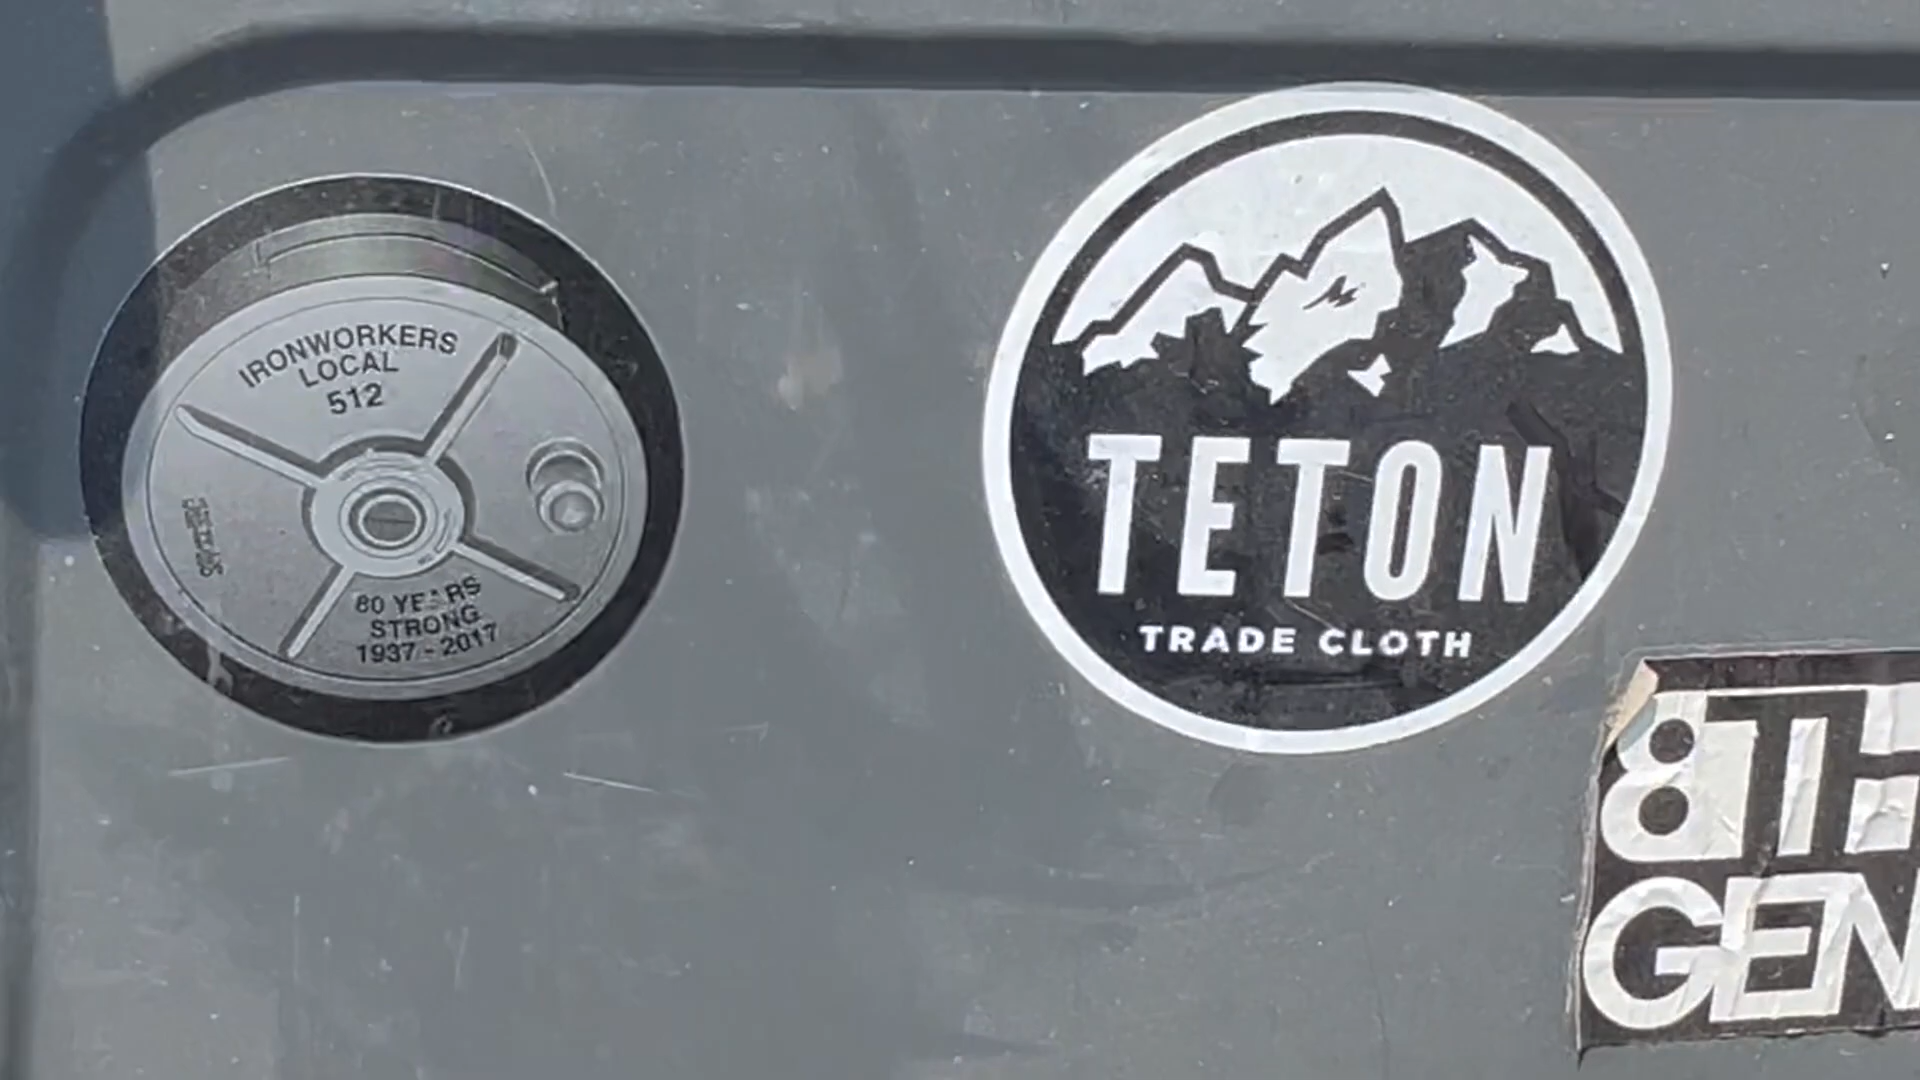 IRONWORKERS
LOCAL
512
80 YEARS
STRONG
1937 - 2017
TETON
TRADE CLOTH
8TH
GEN